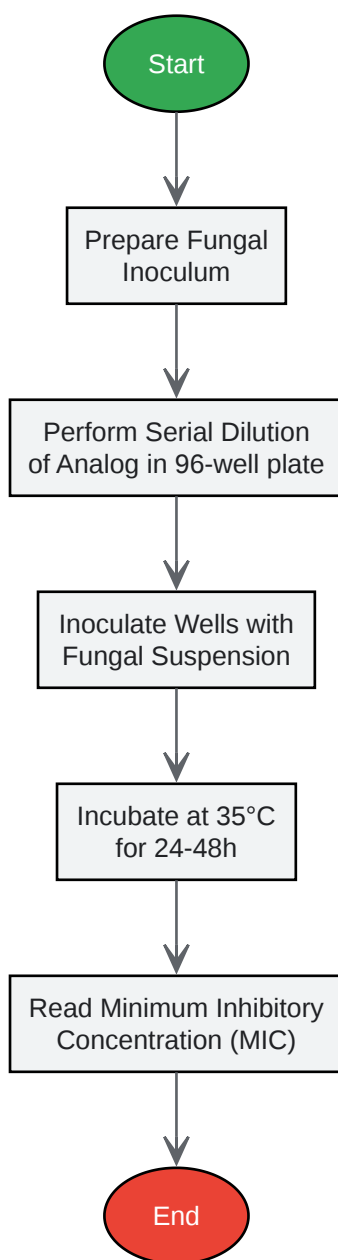 Start
Prepare Fungal
Inoculum
Perform Serial Dilution
of Analog in 96-well plate
Inoculate Wells with
Fungal Suspension
Incubate at 35°C
for 24-48h
Read Minimum Inhibitory
Concentration (MIC)
End